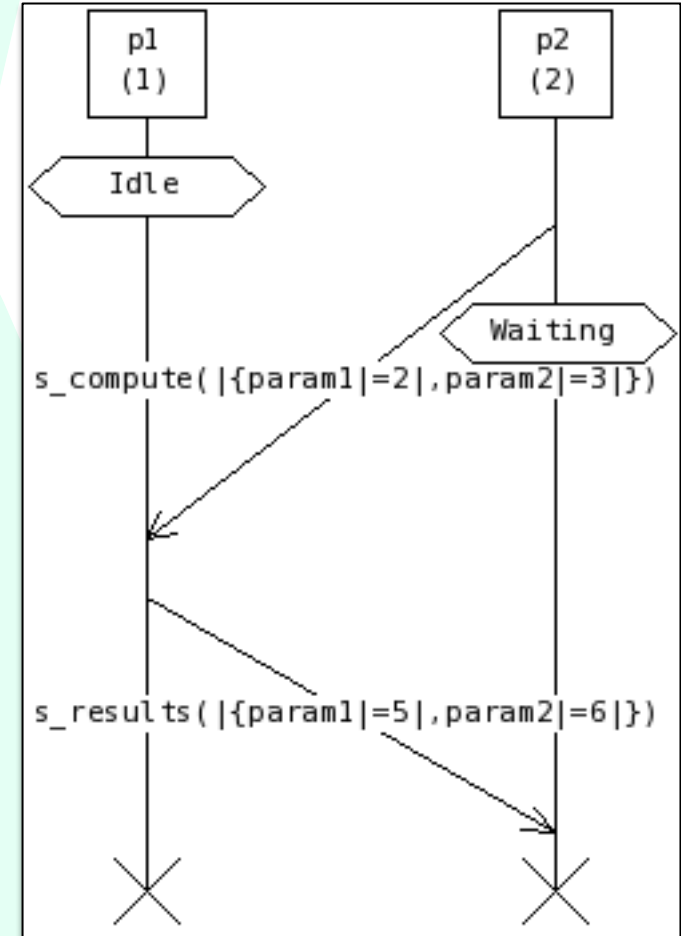 p1
(1)
p2
(2)
Idle
Waiting
s_compute(|{param1|=2|,param2|=3|})
s_results(|{param1|=5|,param2|=6|})